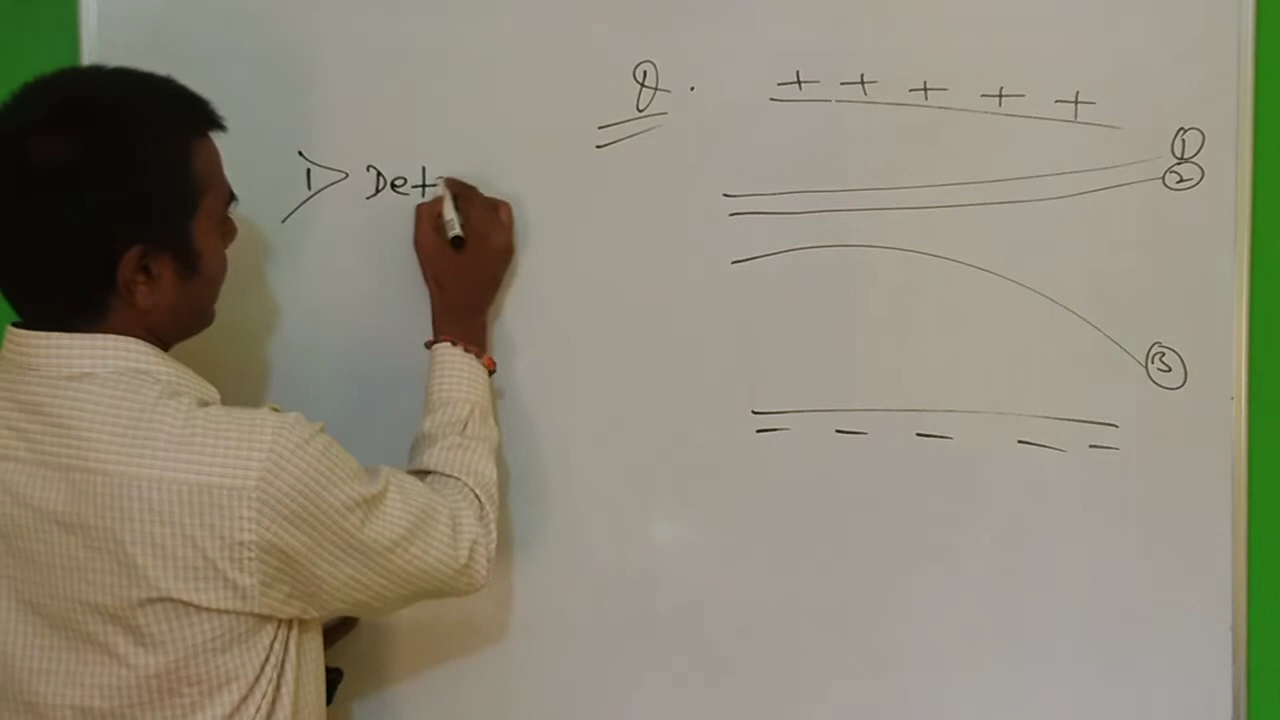 Q.
+ + + + +
1
2
1> Det
3
- - - - -